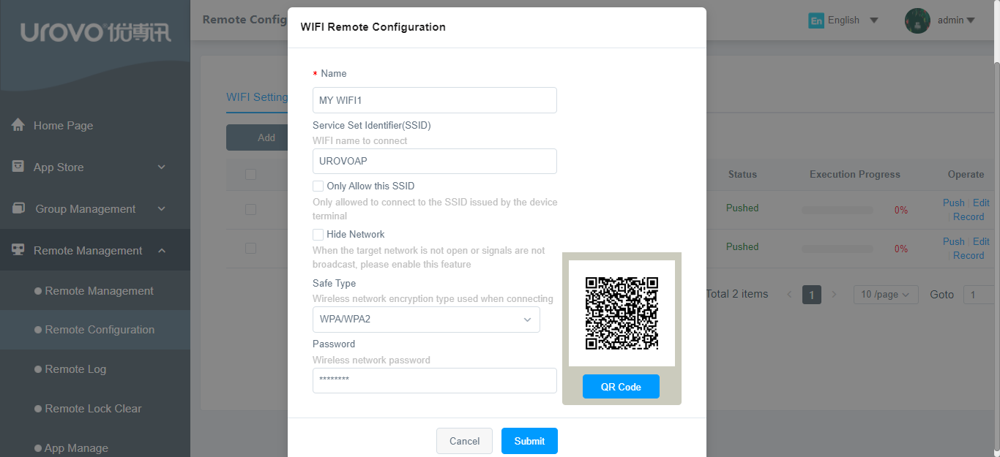 UROVO®优博讯
Home Page
App Store
Group Management
Remote Management
Remote Management
Remote Configuration
Remote Log
Remote Lock Clear
App Manage
Remote Config
En English
admin
WIFI Setting
Add
Status Execution Progress Operate
Pushed 0% Push Edit
Record
Pushed 0% Push Edit
Record
Total 2 items 1 10 /page Goto 1
WIFI Remote Configuration
* Name
MY WIFI1
Service Set Identifier(SSID)
WIFI name to connect
UROVOAP
Only Allow this SSID
Only allowed to connect to the SSID issued by the device
terminal
Hide Network
When the target network is not open or signals are not
broadcast, please enable this feature
Safe Type
Wireless network encryption type used when connecting
WPA/WPA2
Password
Wireless network password
********
QR Code
Cancel Submit